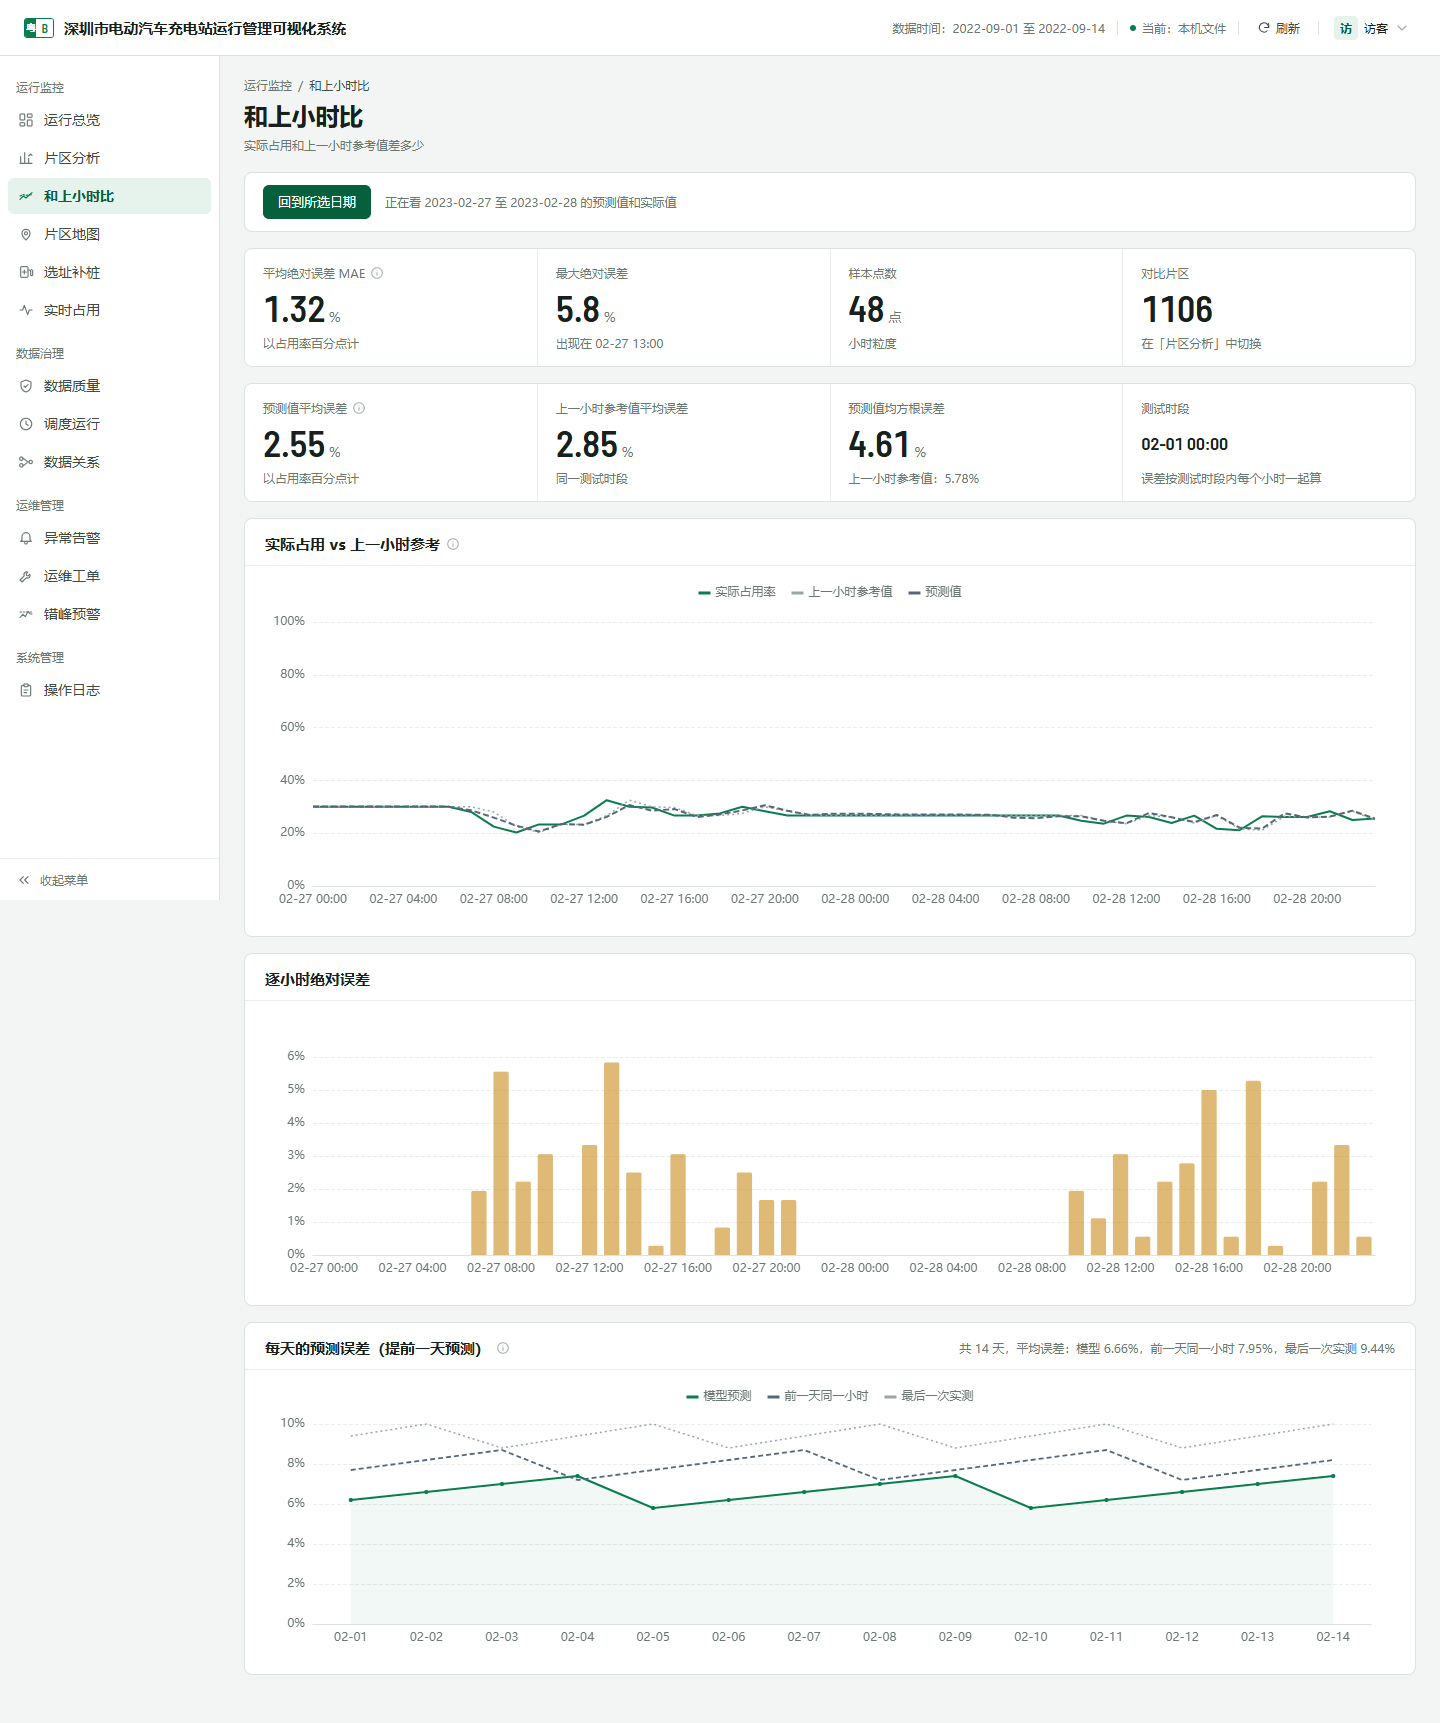 粤 B 深圳市电动汽车充电站运行管理可视化系统
数据时间：2022-09-01 至 2022-09-14
当前：本机文件
刷新
访 访客
运行监控
运行总览
片区分析
和上小时比
片区地图
选址补桩
实时占用
数据治理
数据质量
调度运行
数据关系
运维管理
异常告警
运维工单
错峰预警
系统管理
操作日志
收起菜单
运行监控 / 和上小时比
和上小时比
实际占用和上一小时参考值差多少
回到所选日期 正在看 2023-02-27 至 2023-02-28 的预测值和实际值
平均绝对误差 MAE
1.32 %
以占用率百分点计
最大绝对误差
5.8 %
出现在 02-27 13:00
样本点数
48 点
小时粒度
对比片区
1106
在「片区分析」中切换
预测值平均误差
2.55 %
以占用率百分点计
上一小时参考值平均误差
2.85 %
同一测试时段
预测值均方根误差
4.61 %
上一小时参考值：5.78%
测试时段
02-01 00:00
误差按测试时段内每个小时一起算
实际占用 vs 上一小时参考
实际占用率 上一小时参考值 预测值
100%
80%
60%
40%
20%
0%
02-27 00:00 02-27 04:00 02-27 08:00 02-27 12:00 02-27 16:00 02-27 20:00 02-28 00:00 02-28 04:00 02-28 08:00 02-28 12:00 02-28 16:00 02-28 20:00
逐小时绝对误差
6%
5%
4%
3%
2%
1%
0%
02-27 00:00 02-27 04:00 02-27 08:00 02-27 12:00 02-27 16:00 02-27 20:00 02-28 00:00 02-28 04:00 02-28 08:00 02-28 12:00 02-28 16:00 02-28 20:00
每天的预测误差（提前一天预测）
共 14 天，平均误差：模型 6.66%，前一天同一小时 7.95%，最后一次实测 9.44%
模型预测 前一天同一小时 最后一次实测
10%
8%
6%
4%
2%
0%
02-01 02-02 02-03 02-04 02-05 02-06 02-07 02-08 02-09 02-10 02-11 02-12 02-13 02-14